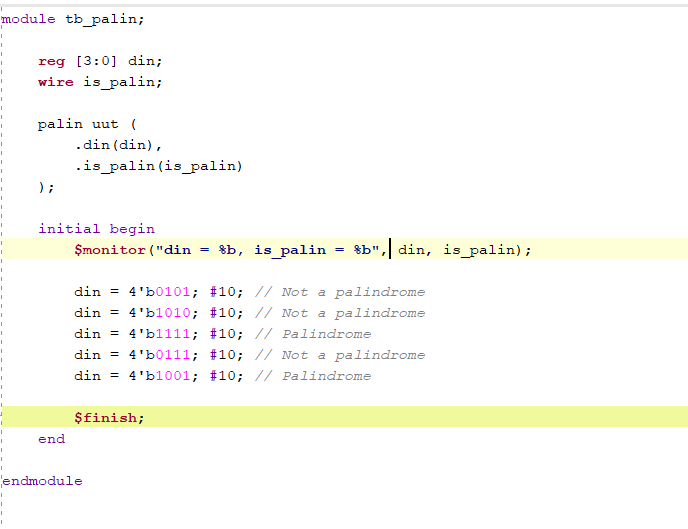 module tb_palin;
reg [3:0] din;
wire is_palin;
palin uut (
.din(din),
.is_palin(is_palin)
);
initial begin
$monitor("din = %b, is_palin = %b", din, is_palin);
din = 4'b0101; #10; // Not a palindrome
din = 4'b1010; #10; // Not a palindrome
din = 4'b1111; #10; // Palindrome
din = 4'b0111; #10; // Not a palindrome
din = 4'b1001; #10; // Palindrome
$finish;
end
endmodule